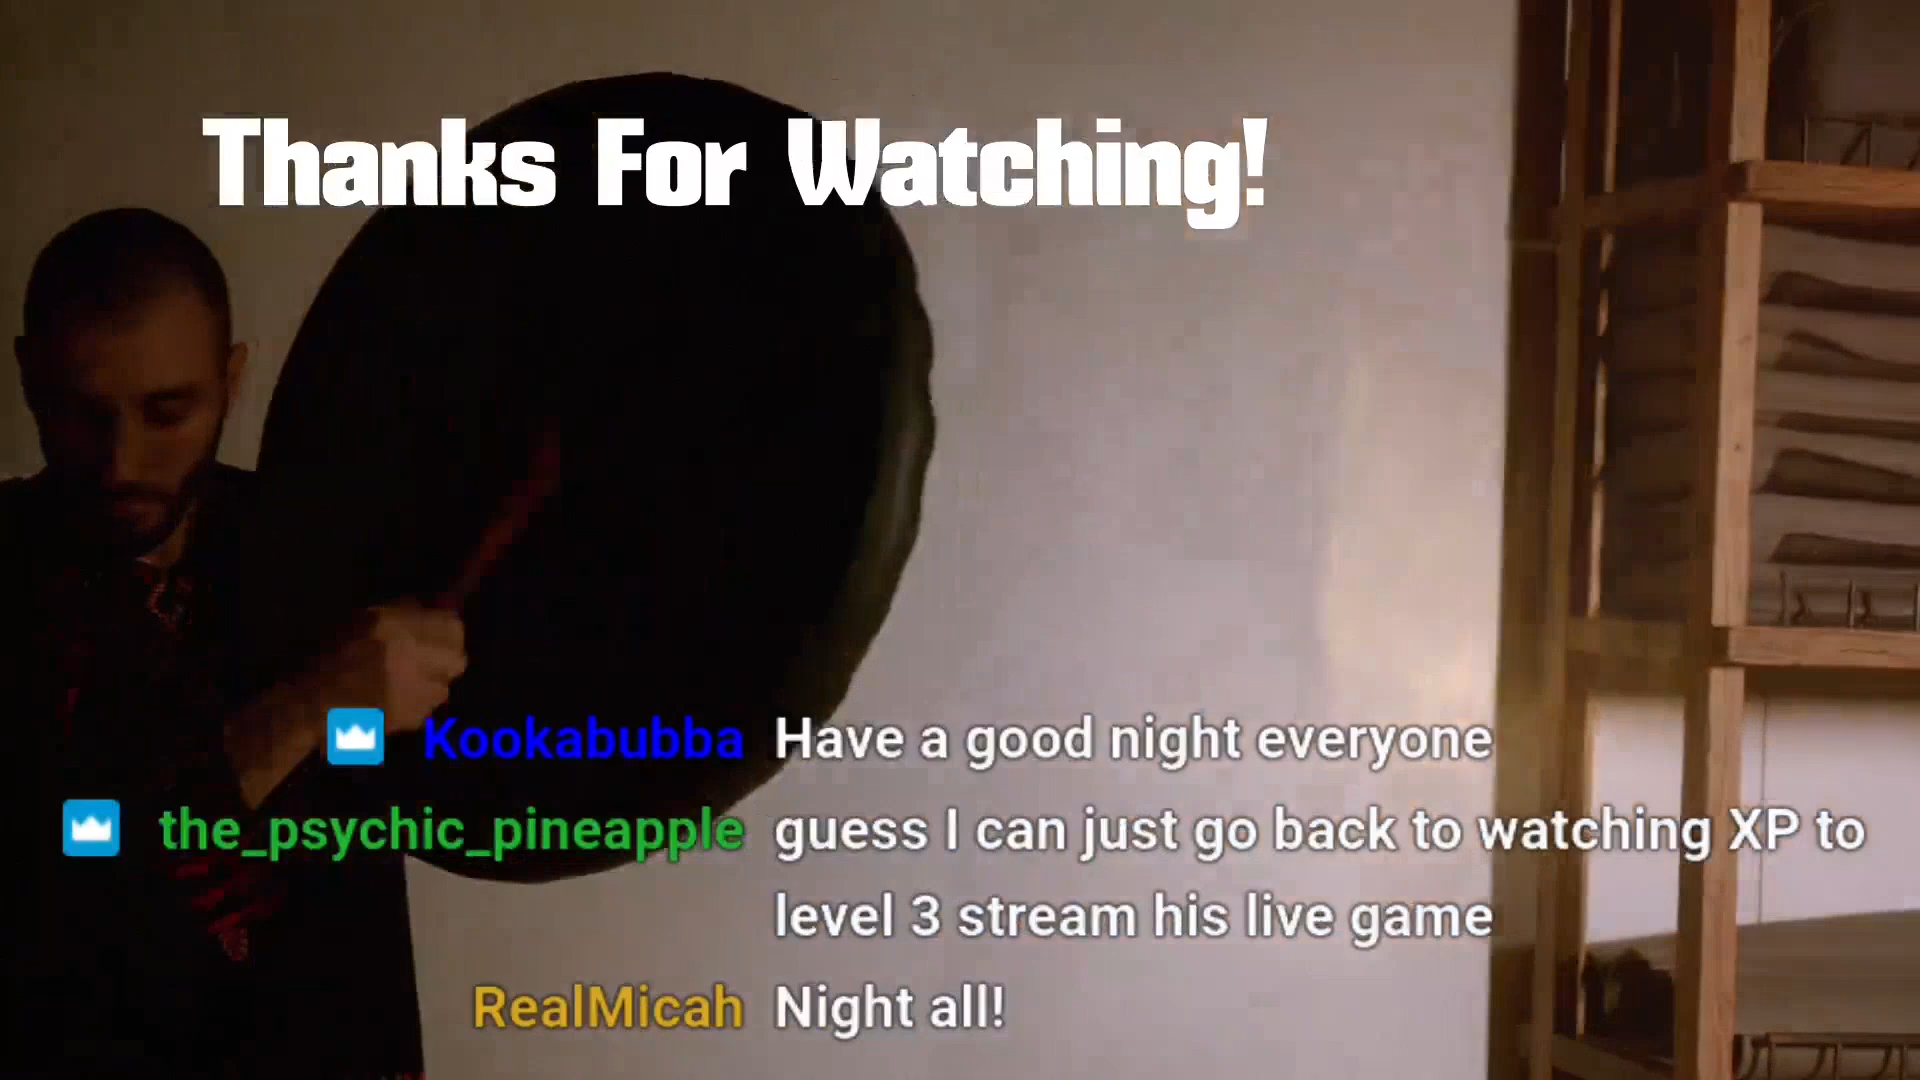 Thanks For Watching!
Kookabubba Have a good night everyone
the_psychic_pineapple guess I can just go back to watching XP to
level 3 stream his live game
RealMicah Night all!